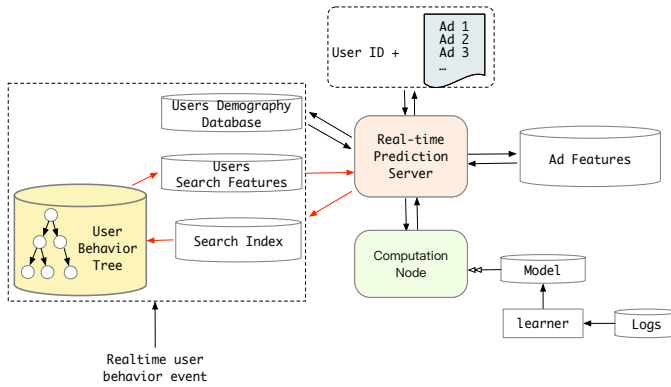 User ID +
Ad 1
Ad 2
Ad 3
…
Users Demography
Database
Real-time
Prediction
Server
Ad Features
Users
Search Features
User
Behavior
Tree
Search Index
Computation
Node
Model
learner
Logs
Realtime user
behavior event